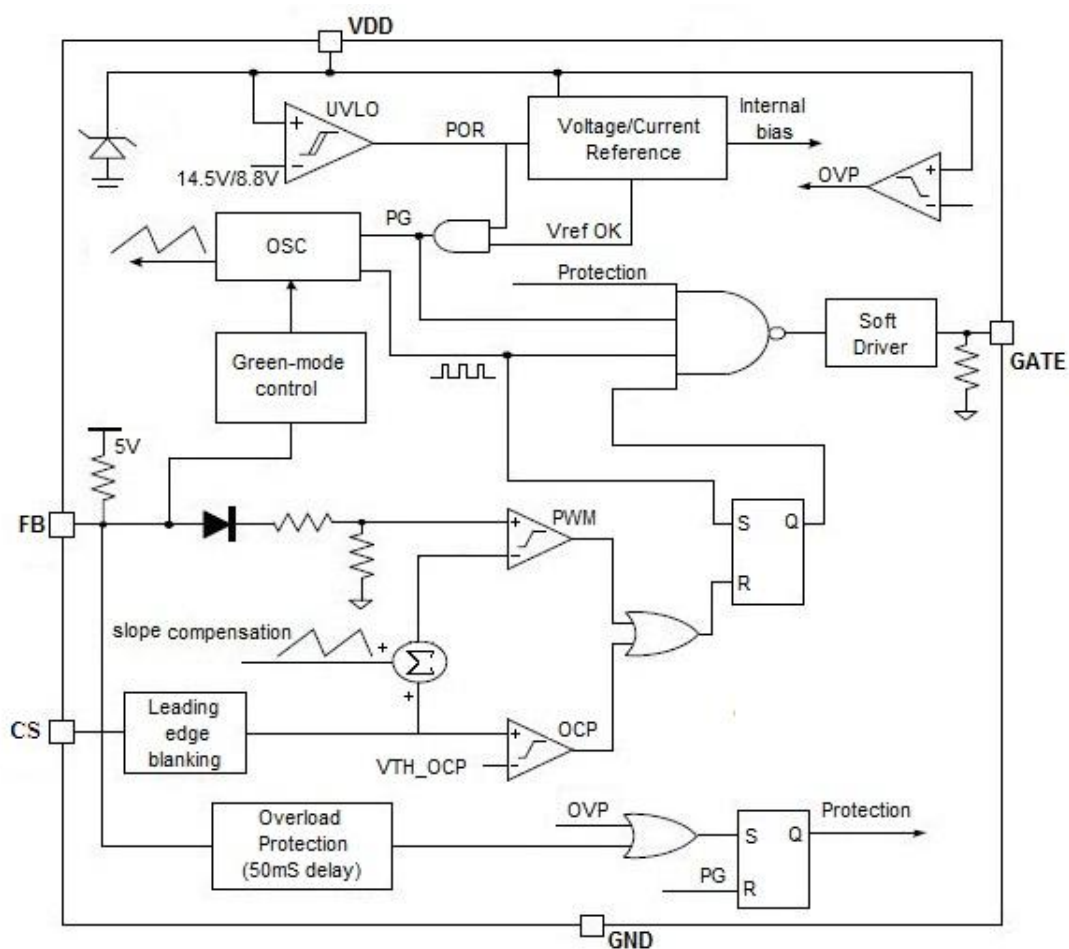 VDD
UVLO
14.5V/8.8V
POR
Voltage/Current
Reference
Internal
bias
OVP
PG
OSC
Vref OK
Protection
Green-mode
control
Soft
Driver
GATE
5V
FB
PWM
S
Q
R
slope compensation
Σ
CS
Leading
edge
blanking
OCP
VTH_OCP
Overload
Protection
(50mS delay)
OVP
PG
S
Q
R
Protection
GND